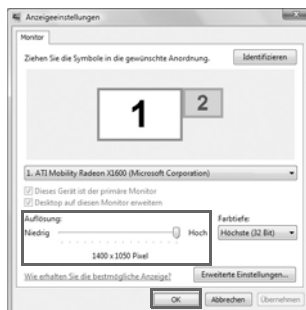 Anzeigeeinstellungen
Monitor
Ziehen Sie die Symbole in die gewünschte Anordnung.
Identifizieren
1
2
1. ATI Mobility Radeon X1600 (Microsoft Corporation)
Dieses Gerät ist der primäre Monitor
Desktop auf diesen Monitor erweitern
Auflösung:
Farbtiefe:
Niedrig
Hoch
Höchste (32 Bit)
1400 x 1050 Pixel
Wie erhalten Sie die bestmögliche Anzeige?
Erweiterte Einstellungen...
OK
Abbrechen
Übernehmen